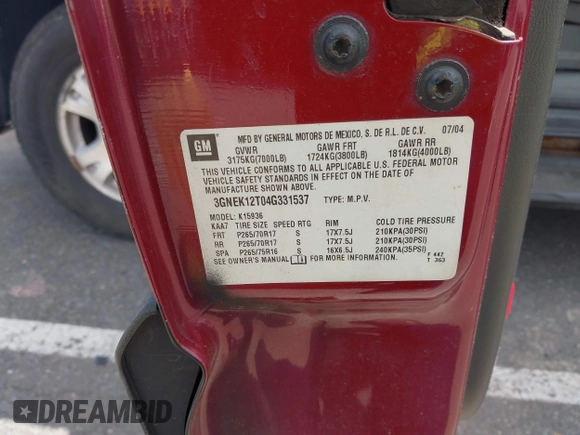 GM
MFD BY GENERAL MOTORS DE MEXICO, S. DE R.L. DE C.V. 07/04
GVWR GAWR FRT GAWR RR
3175KG(7000LB) 1724KG(3800LB) 1814KG(4000LB)
THIS VEHICLE CONFORMS TO ALL APPLICABLE U.S. FEDERAL MOTOR
VEHICLE SAFETY STANDARDS IN EFFECT ON THE DATE OF
MANUFACTURE SHOWN ABOVE.
3GNEK12T04G331537 TYPE: M.P.V.
MODEL: K15936
KAA7 TIRE SIZE SPEED RTG RIM COLD TIRE PRESSURE
FRT P265/70R17 S 17X7.5J 210KPA(30PSI)
RR P265/70R17 S 17X7.5J 210KPA(30PSI)
SPA P265/75R16 S 16X6.5J 240KPA(35PSI)
SEE OWNER'S MANUAL FOR MORE INFORMATION.
F 442
T 363
DREAMBID